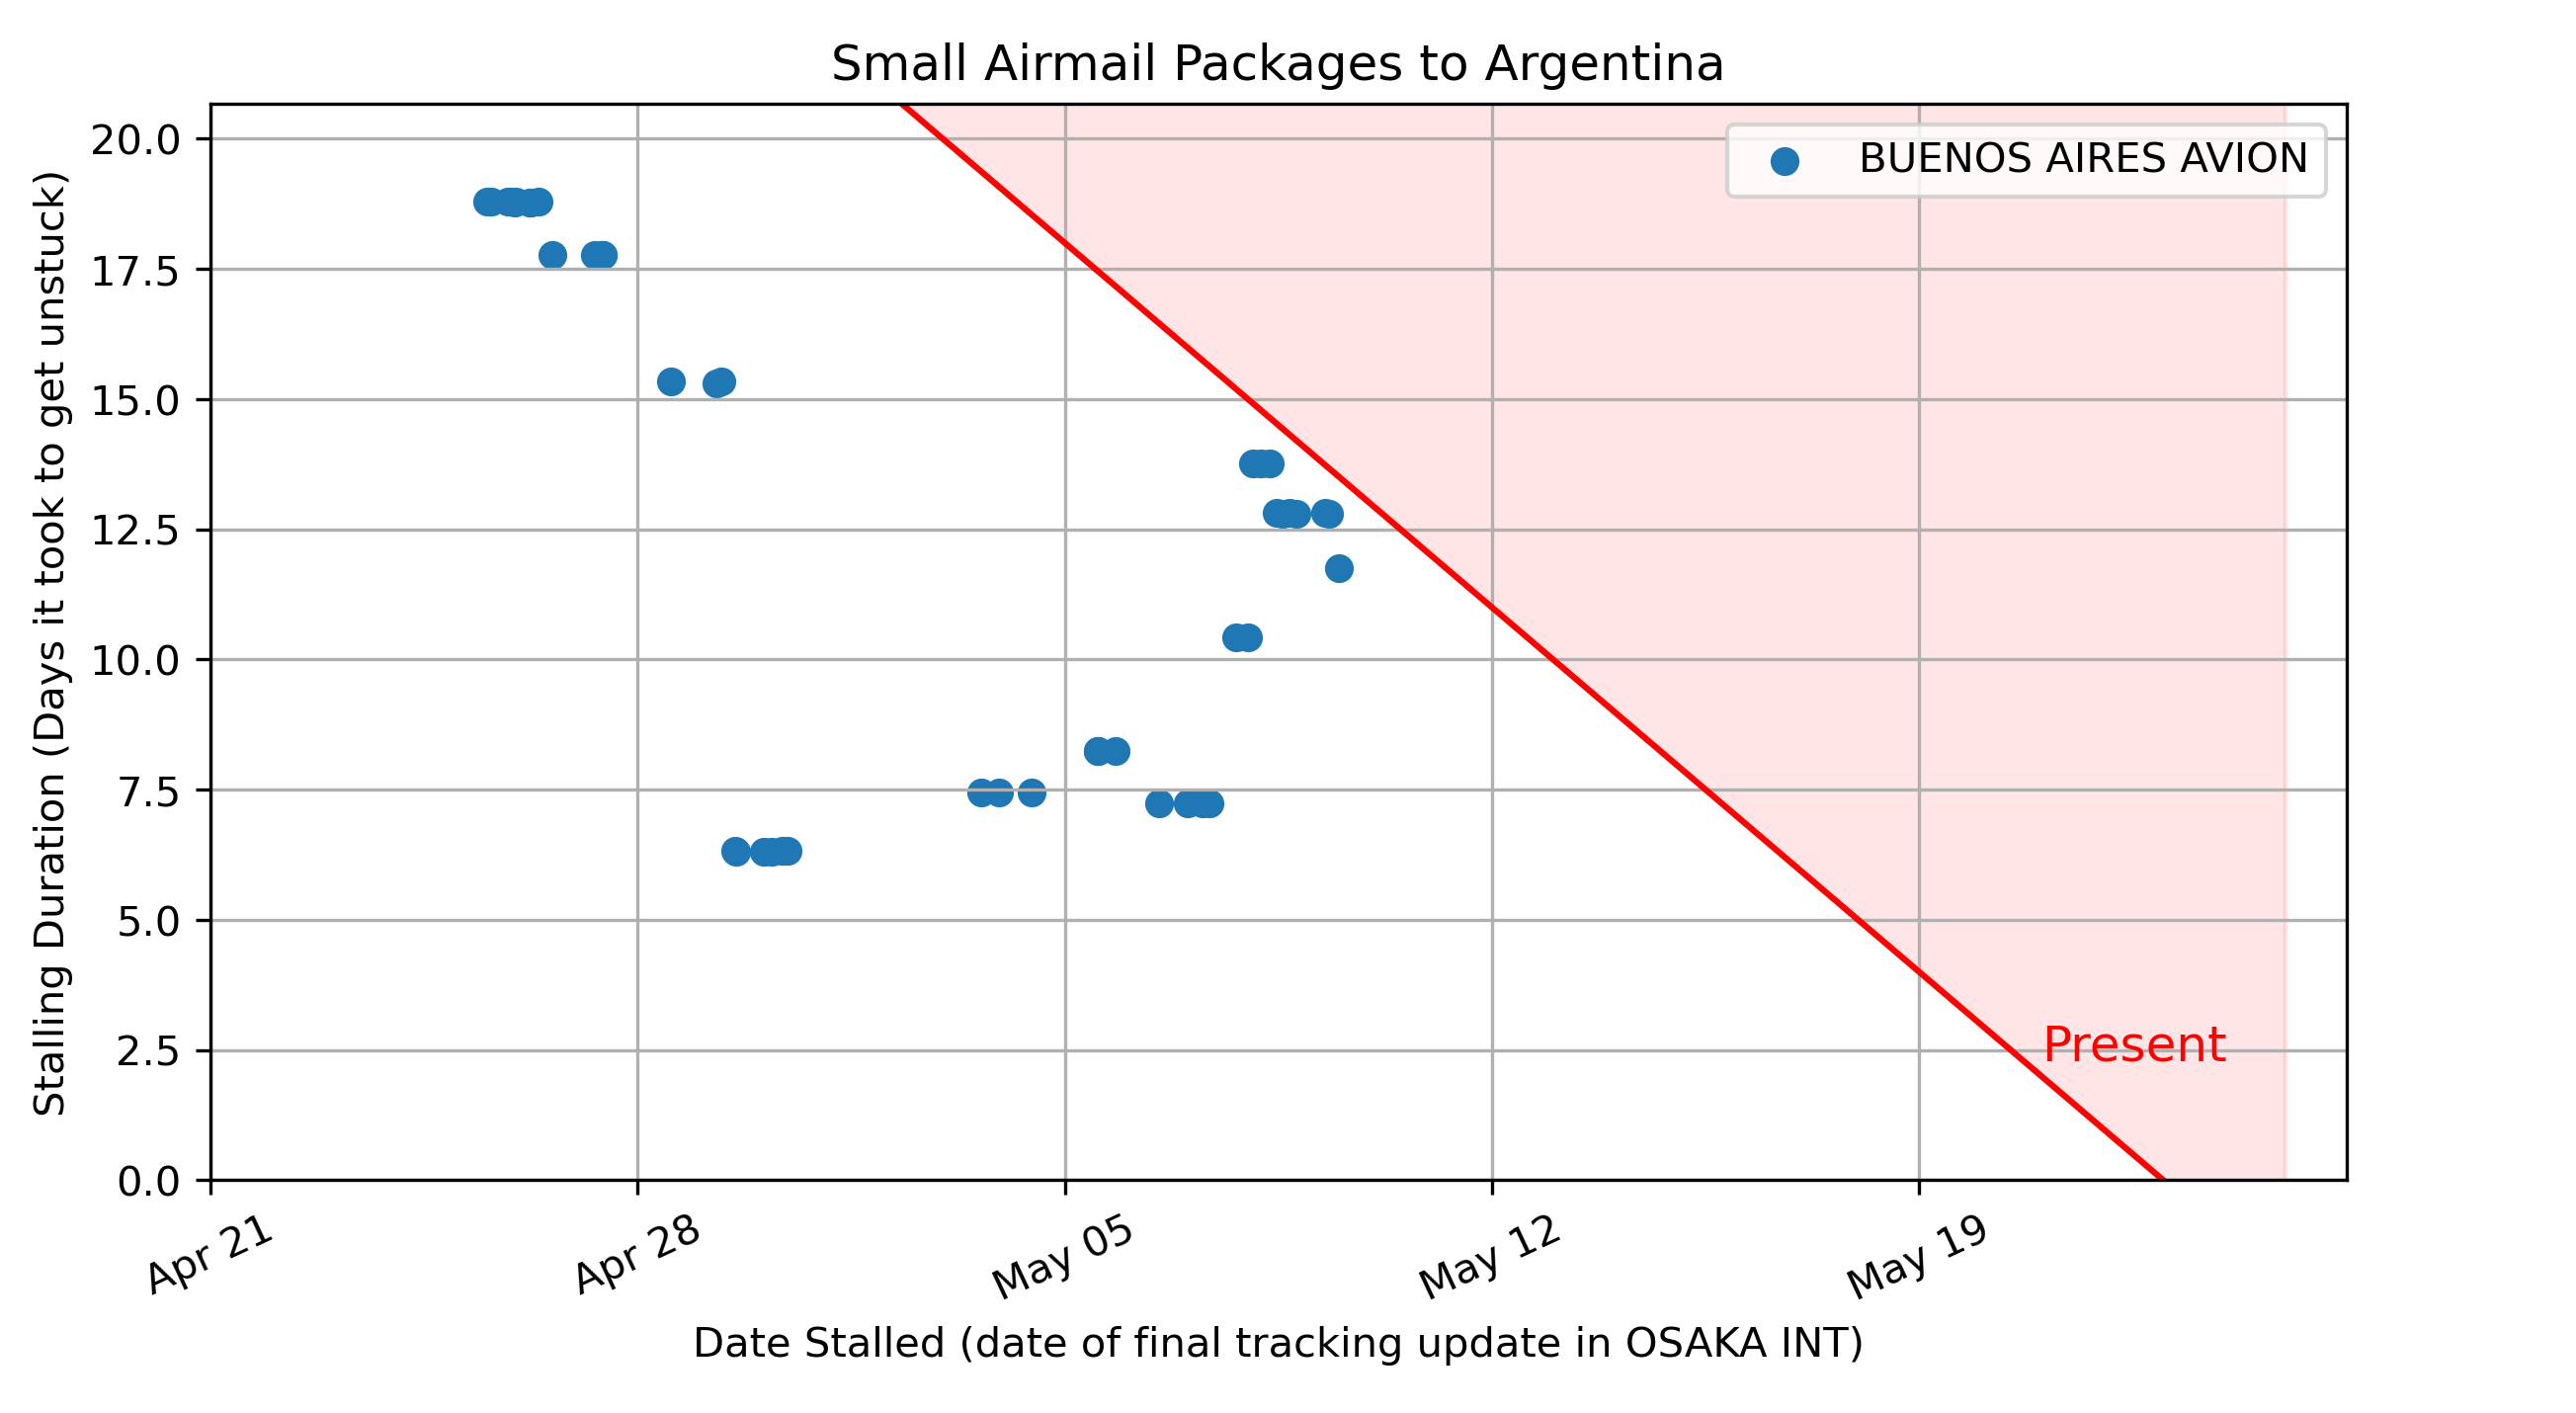 Small Airmail Packages to Argentina
BUENOS AIRES AVION
20.0
17.5
15.0
12.5
10.0
7.5
5.0
2.5
0.0
Stalling Duration (Days it took to get unstuck)
Present
Apr 21
Apr 28
May 05
May 12
May 19
Date Stalled (date of final tracking update in OSAKA INT)